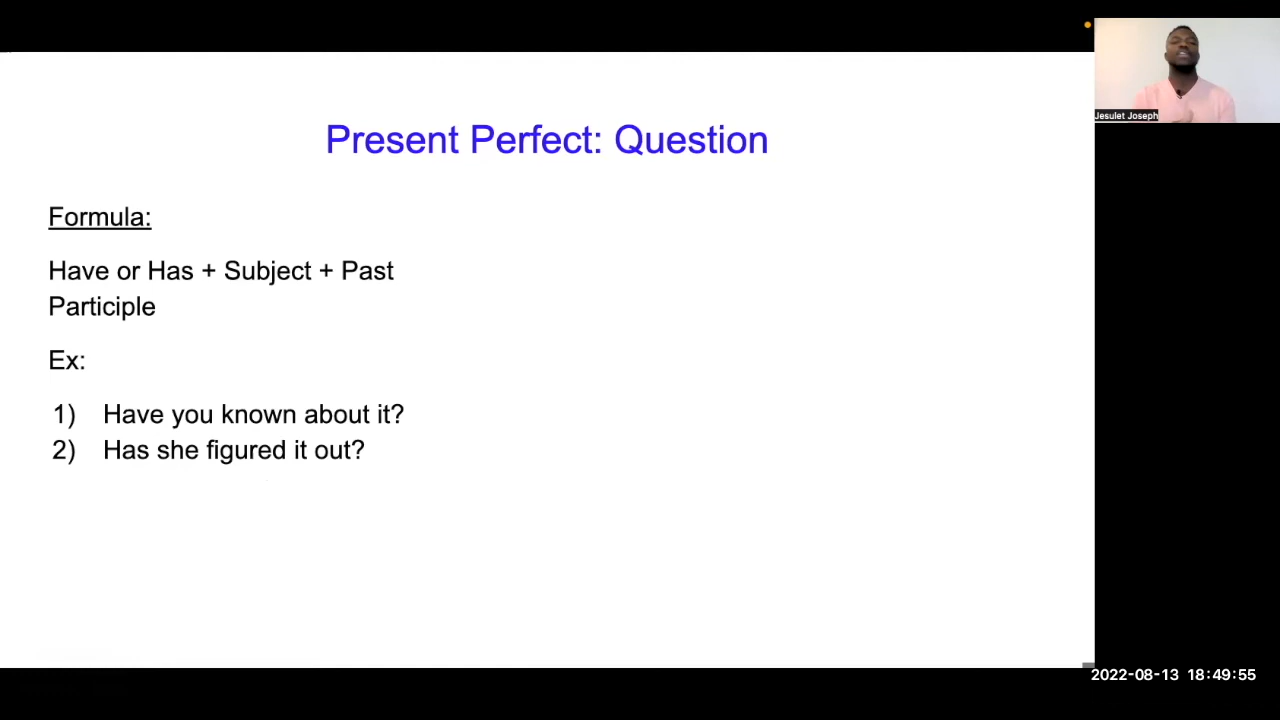 Present Perfect: Question
Jesulet Joseph
Formula:
Have or Has + Subject + Past
Participle
Ex:
1) Have you known about it?
2) Has she figured it out?
2022-08-13 18:49:55